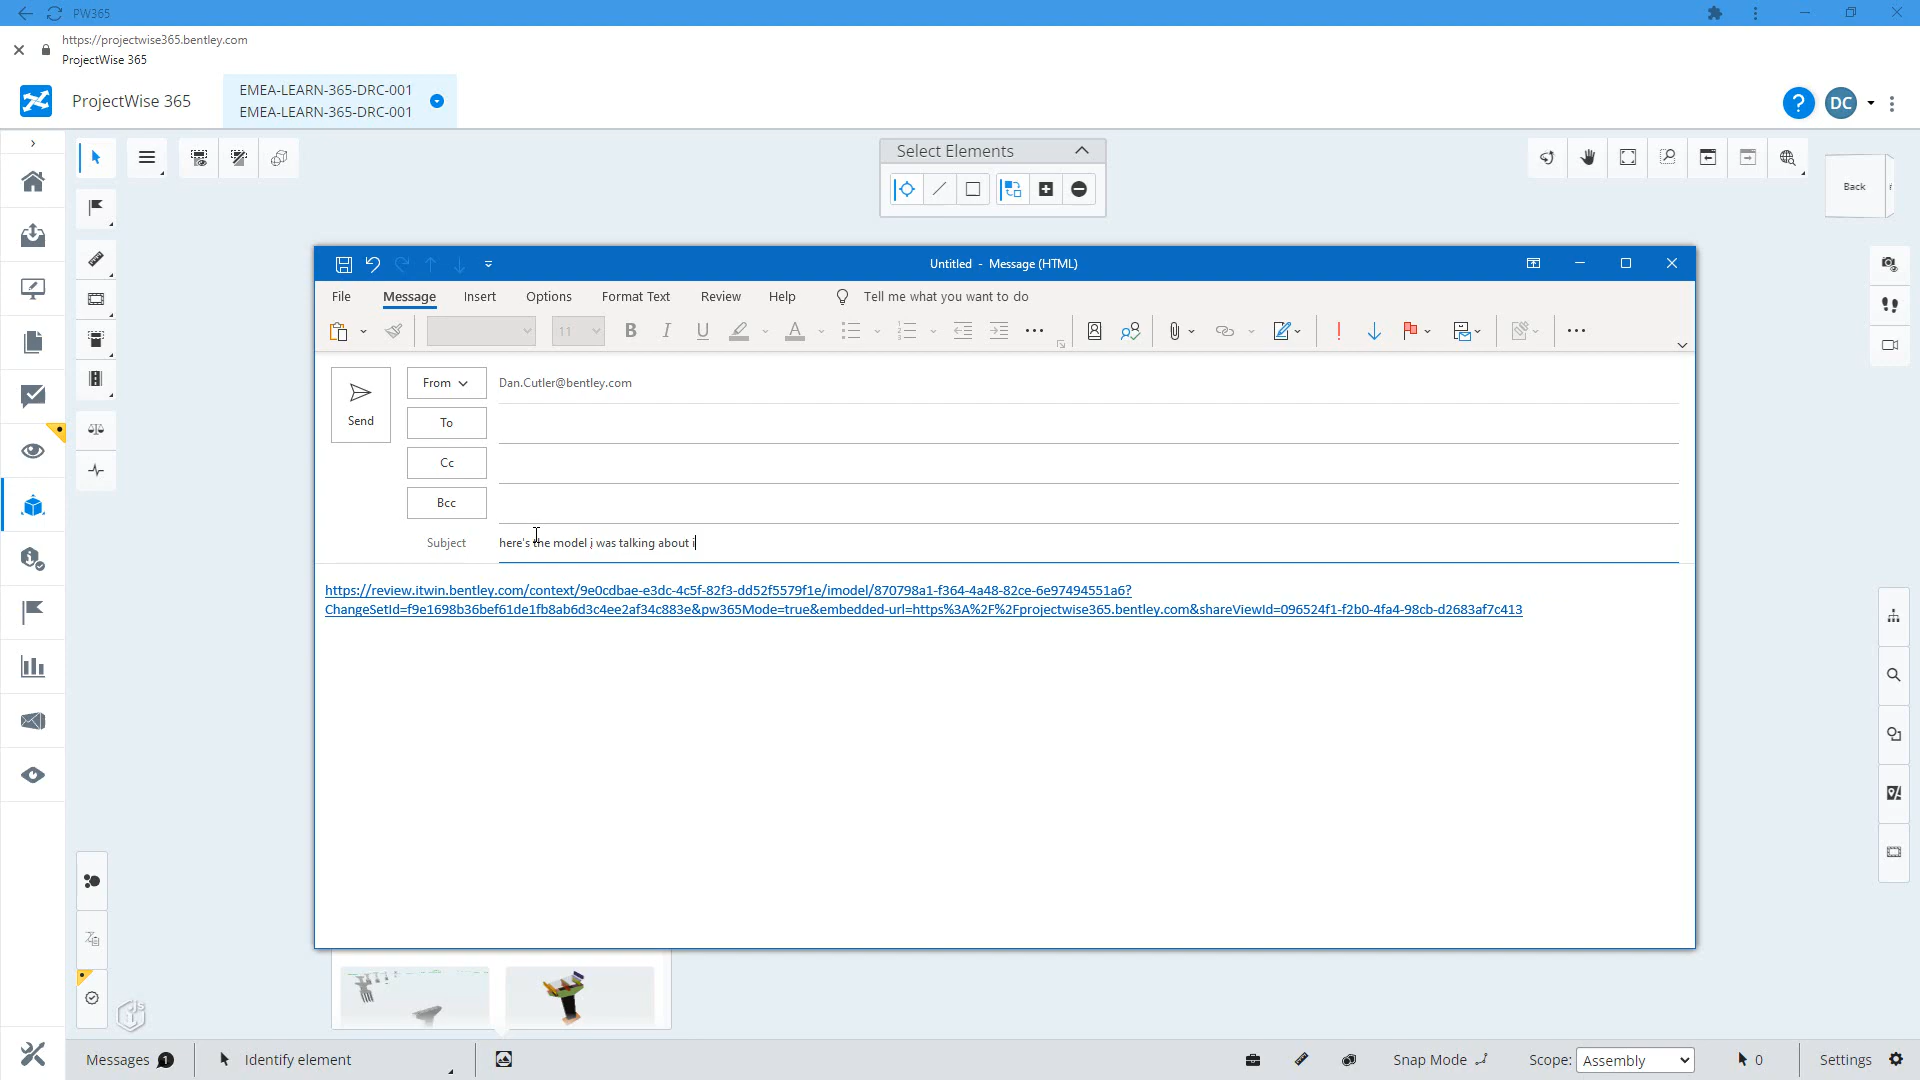 PW365
https://projectwise365.bentley.com
ProjectWise 365
ProjectWise 365
EMEA-LEARN-365-DRC-001
EMEA-LEARN-365-DRC-001
?
DC
Select Elements
Back
Untitled - Message (HTML)
File
Message
Insert
Options
Format Text
Review
Help
Tell me what you want to do
11
B
I
U
A
Send
From
Dan.Cutler@bentley.com
To
Cc
Bcc
Subject
here's the model j was talking about i
https://review.itwin.bentley.com/context/9e0cdbae-e3dc-4c5f-82f3-dd52f5579f1e/imodel/870798a1-f364-4a48-82ce-6e97494551a6?
ChangeSetId=f9e1698b36bef61de1fb8ab6d3c4ee2af34c883e&pw365Mode=true&embedded-url=https%3A%2F%2Fprojectwise365.bentley.com&shareViewId=096524f1-f2b0-4fa4-98cb-d2683af7c413
Messages 1
Identify element
Snap Mode
Scope: Assembly
0
Settings